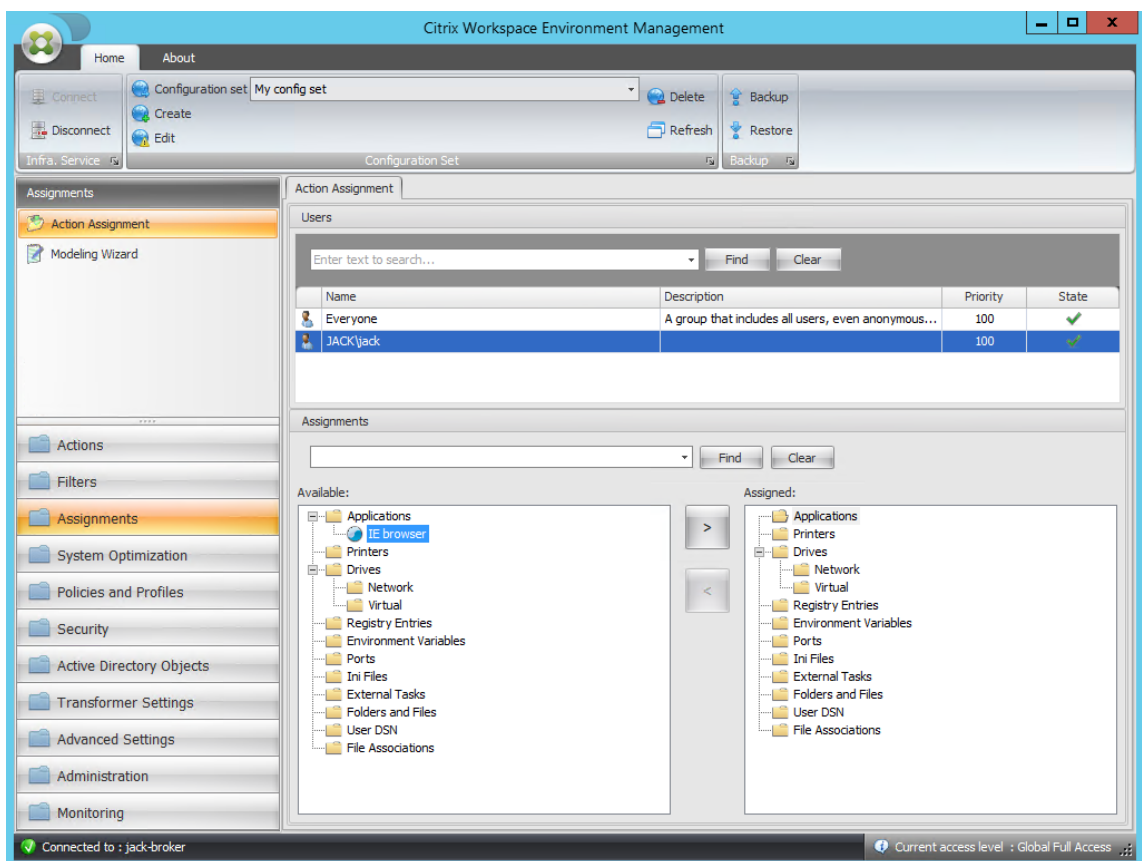 Citrix Workspace Environment Management
Home About
Connect
Disconnect
Infra. Service
Configuration set My config set
Create
Edit
Delete
Refresh
Configuration Set
Backup
Restore
Backup
Assignments
Action Assignment
Modeling Wizard
Actions
Filters
Assignments
System Optimization
Policies and Profiles
Security
Active Directory Objects
Transformer Settings
Advanced Settings
Administration
Monitoring
Action Assignment
Users
Enter text to search... Find Clear
Name Description Priority State
Everyone A group that includes all users, even anonymous... 100
JACK\jack 100
Assignments
Find Clear
Available:
Applications
IE browser
Printers
Drives
Network
Virtual
Registry Entries
Environment Variables
Ports
Ini Files
External Tasks
Folders and Files
User DSN
File Associations
>
<
Assigned:
Applications
Printers
Drives
Network
Virtual
Registry Entries
Environment Variables
Ports
Ini Files
External Tasks
Folders and Files
User DSN
File Associations
Connected to : jack-broker
Current access level : Global Full Access